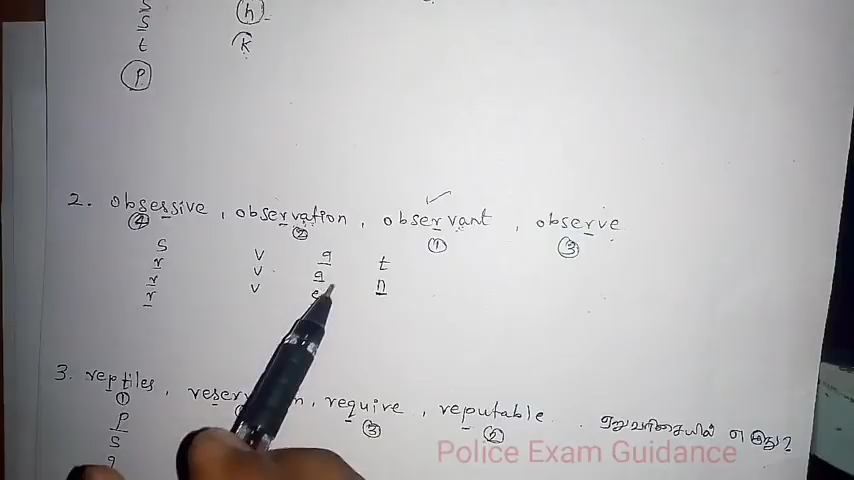 s
s h
t k
p
2. obsessive , observation , observant , observe
4 2 1 3
s v a t
r v a n
r v e
r
3. reptiles , , require , reputable .
1 3 2
p
s
q
Police Exam Guidance